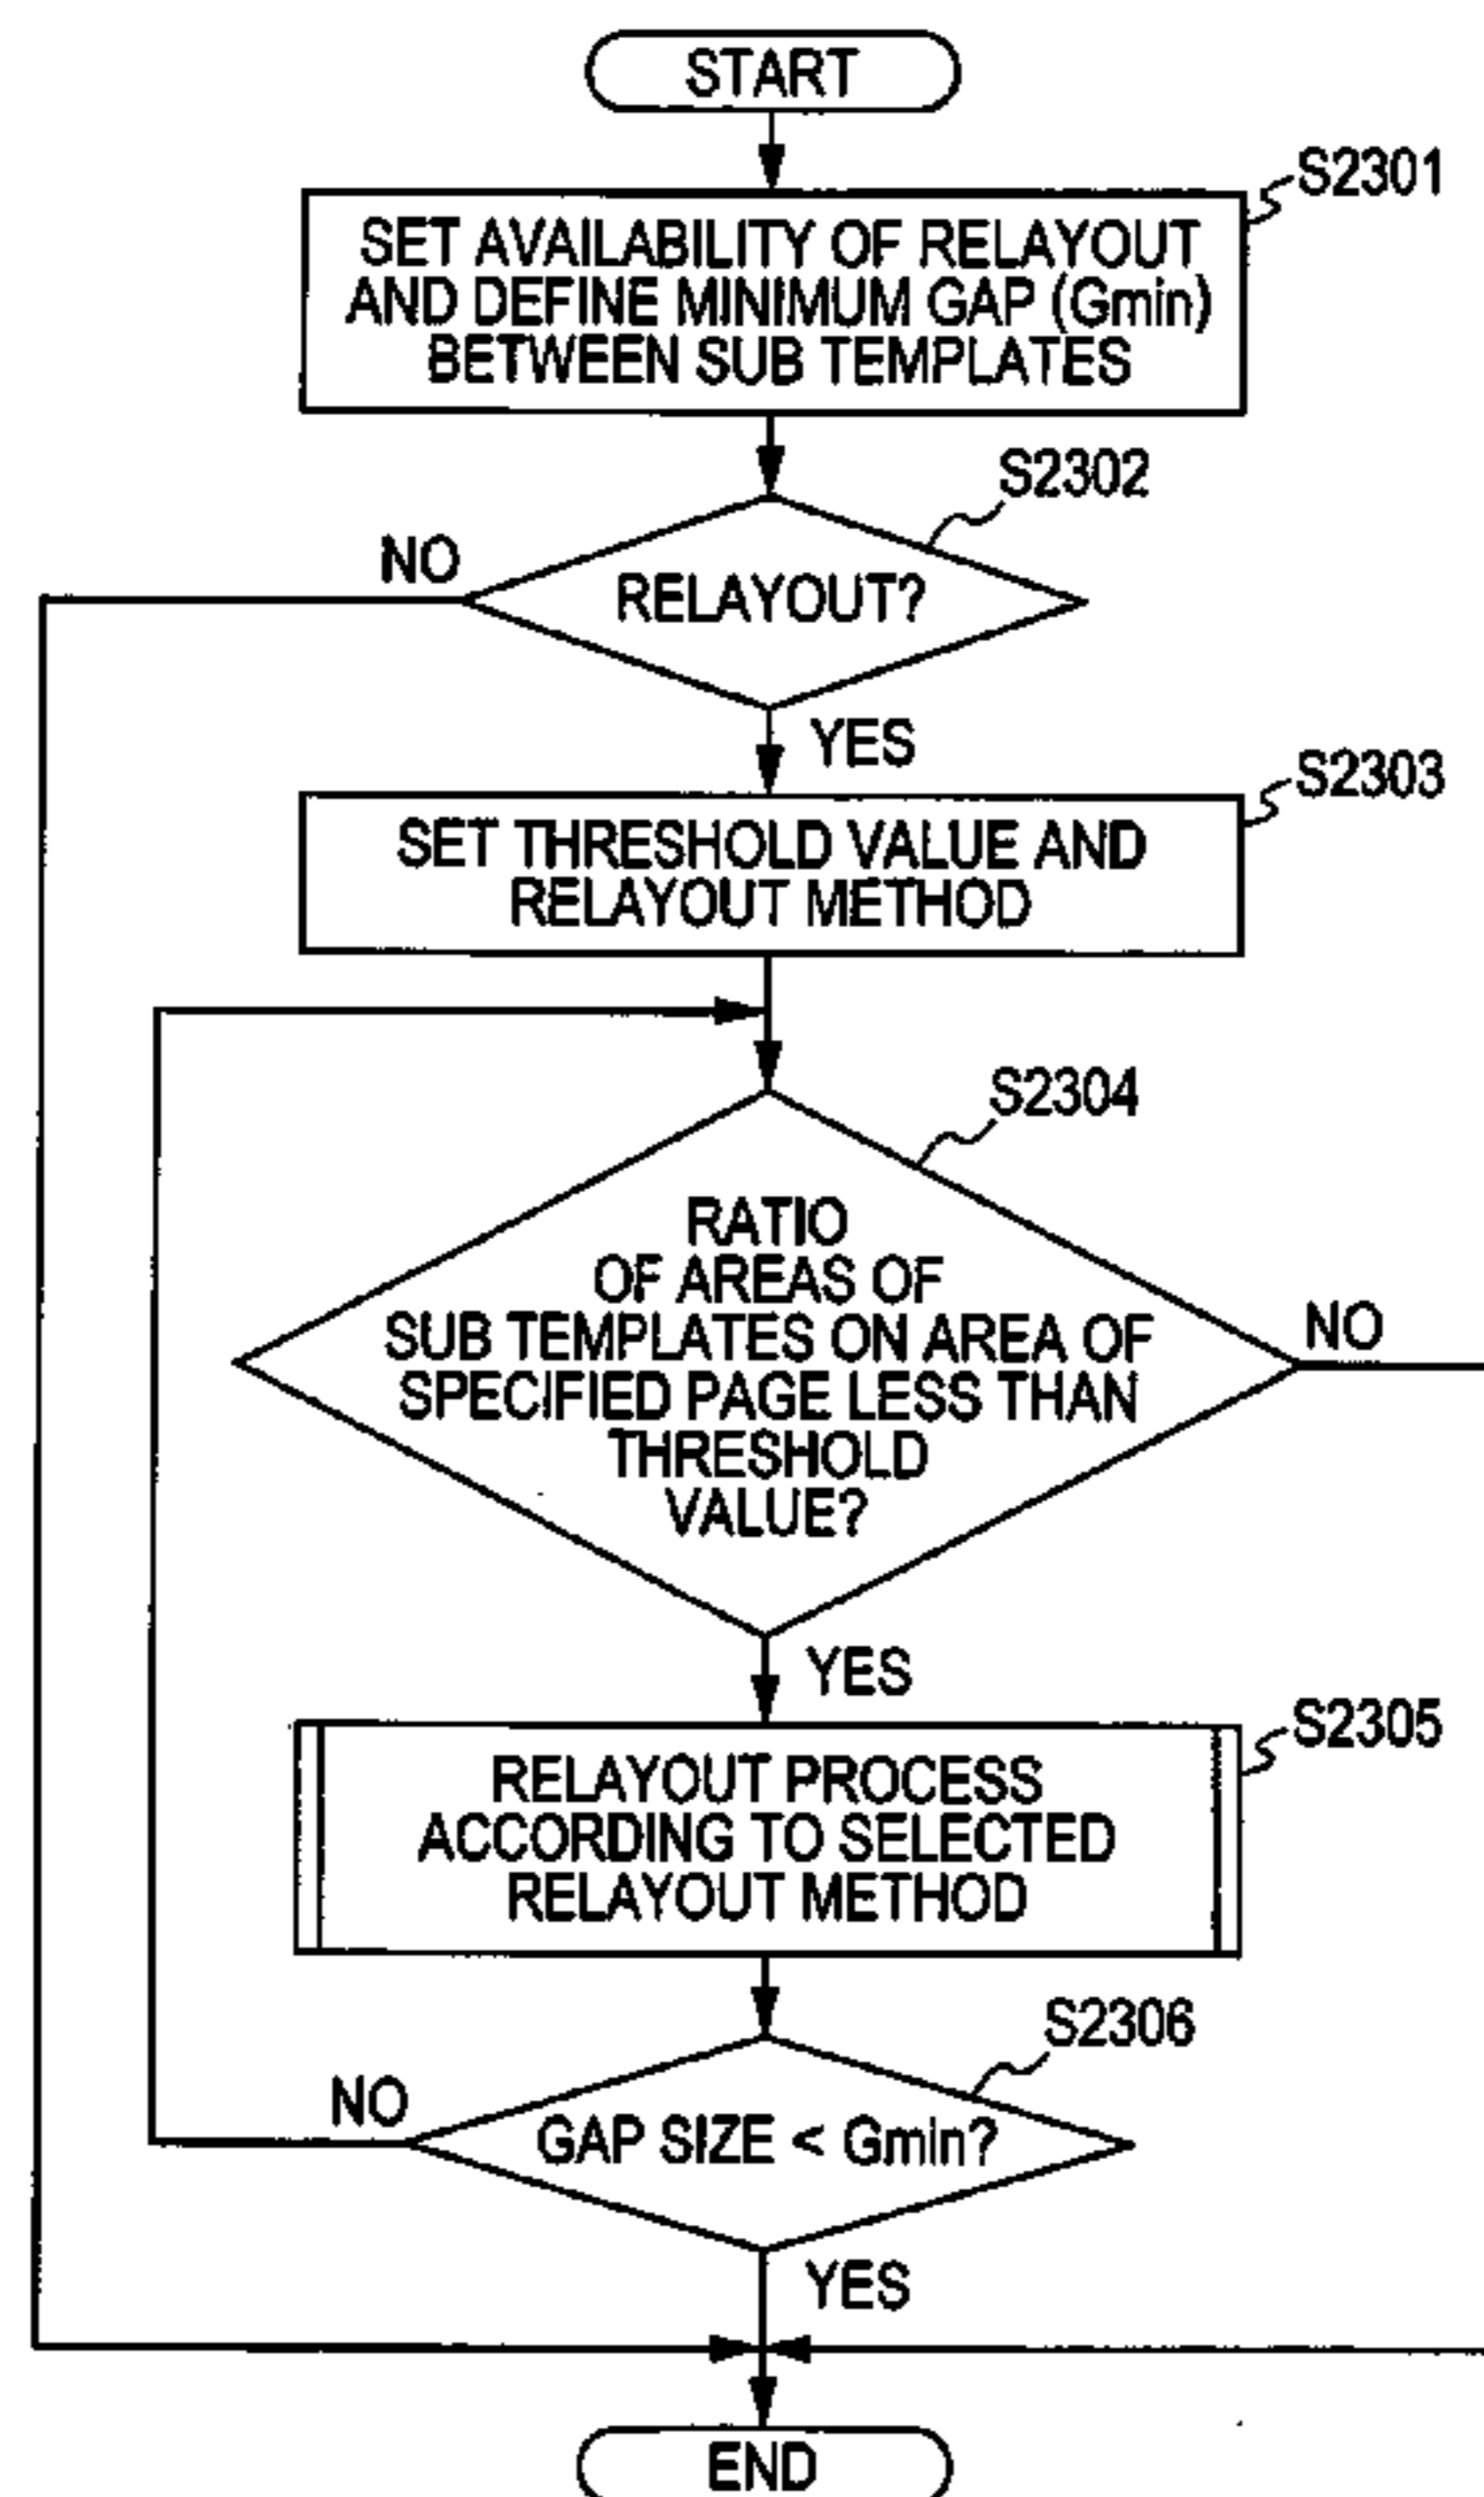 START
S2301
SET AVAILABILITY OF RELAYOUT
AND DEFINE MINIMUM GAP (Gmin)
BETWEEN SUB TEMPLATES
S2302
NO
RELAYOUT?
YES
S2303
SET THRESHOLD VALUE AND
RELAYOUT METHOD
S2304
RATIO
OF AREAS OF
SUB TEMPLATES ON AREA OF
SPECIFIED PAGE LESS THAN
THRESHOLD
VALUE?
NO
YES
S2305
RELAYOUT PROCESS
ACCORDING TO SELECTED
RELAYOUT METHOD
S2306
NO
GAP SIZE < Gmin?
YES
END